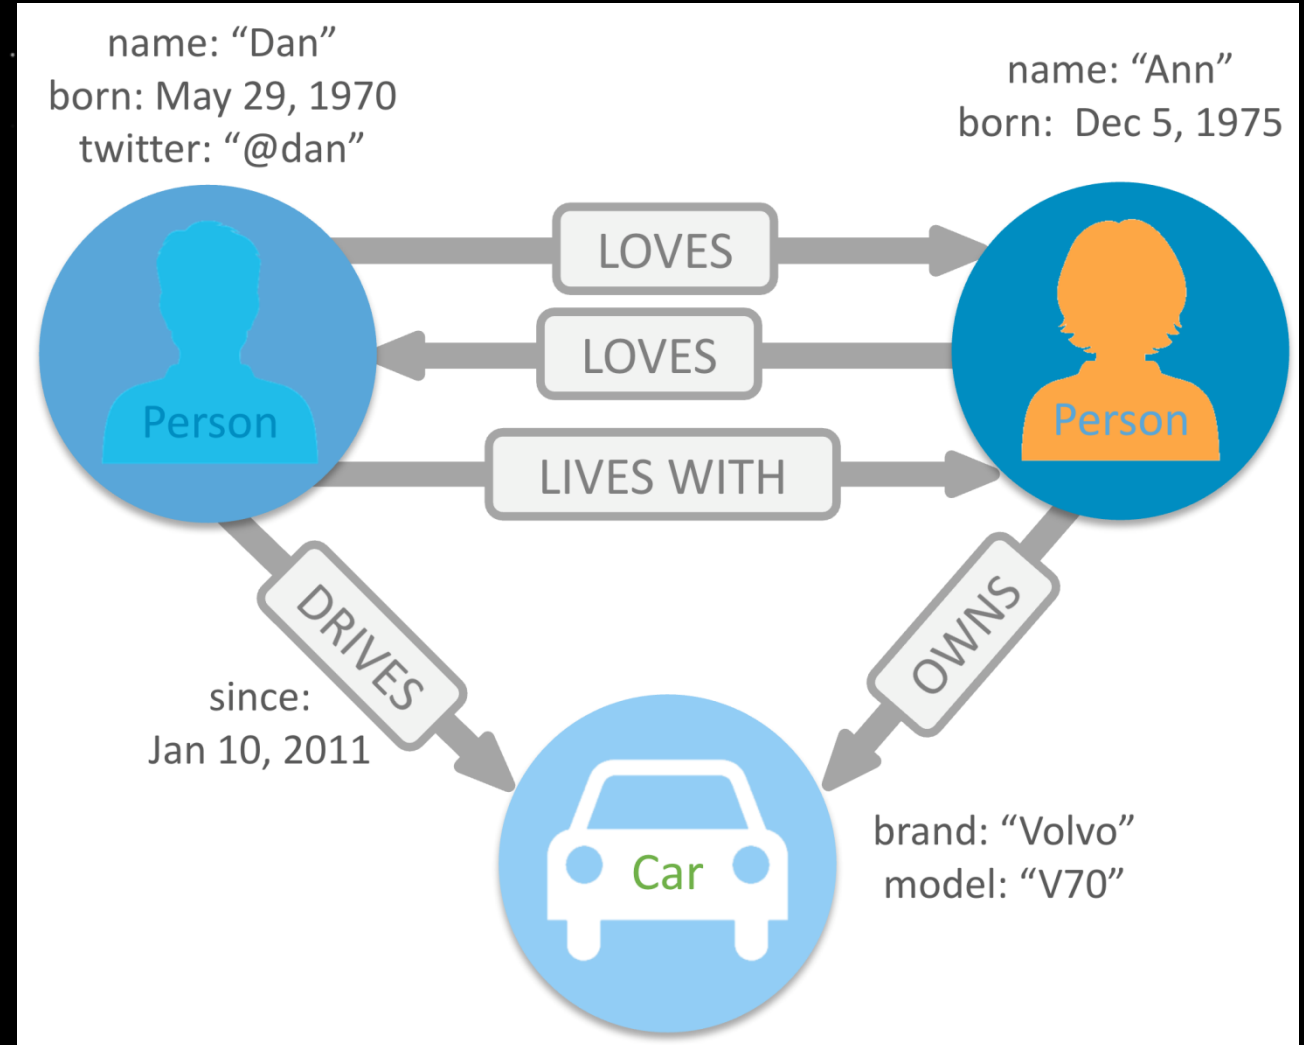 name: “Dan”
born: May 29, 1970
twitter: “@dan”
name: “Ann”
born:  Dec 5, 1975
LOVES
LOVES
Person
Person
LIVES WITH
DRIVES
OWNS
since:
Jan 10, 2011
brand: “Volvo”
model: “V70”
Car